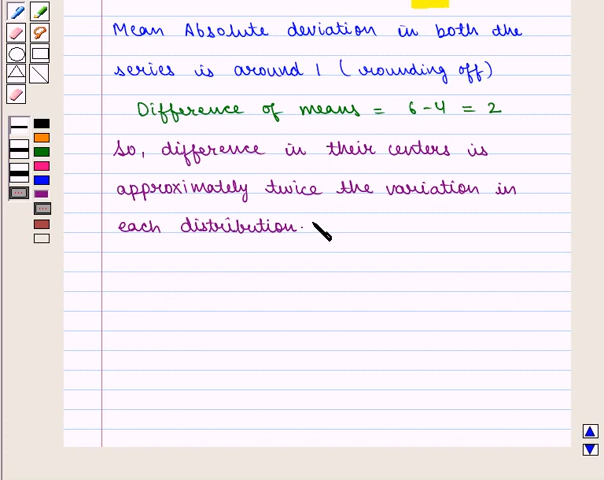 Mean Absolute deviation in both the
series is around 1 (rounding off)
Difference of means = 6-4 = 2
So, difference in their centers is
approximately twice the variation in
each distribution.